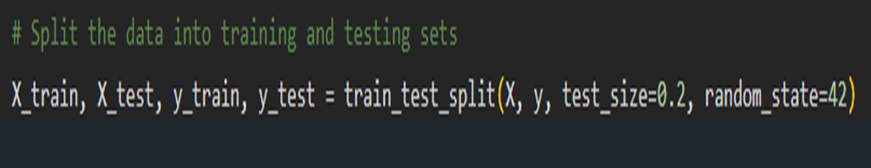 # Split the data into training and testing sets
X_train, X_test, y_train, y_test = train_test_split(X, y, test_size=0.2, random_state=42)